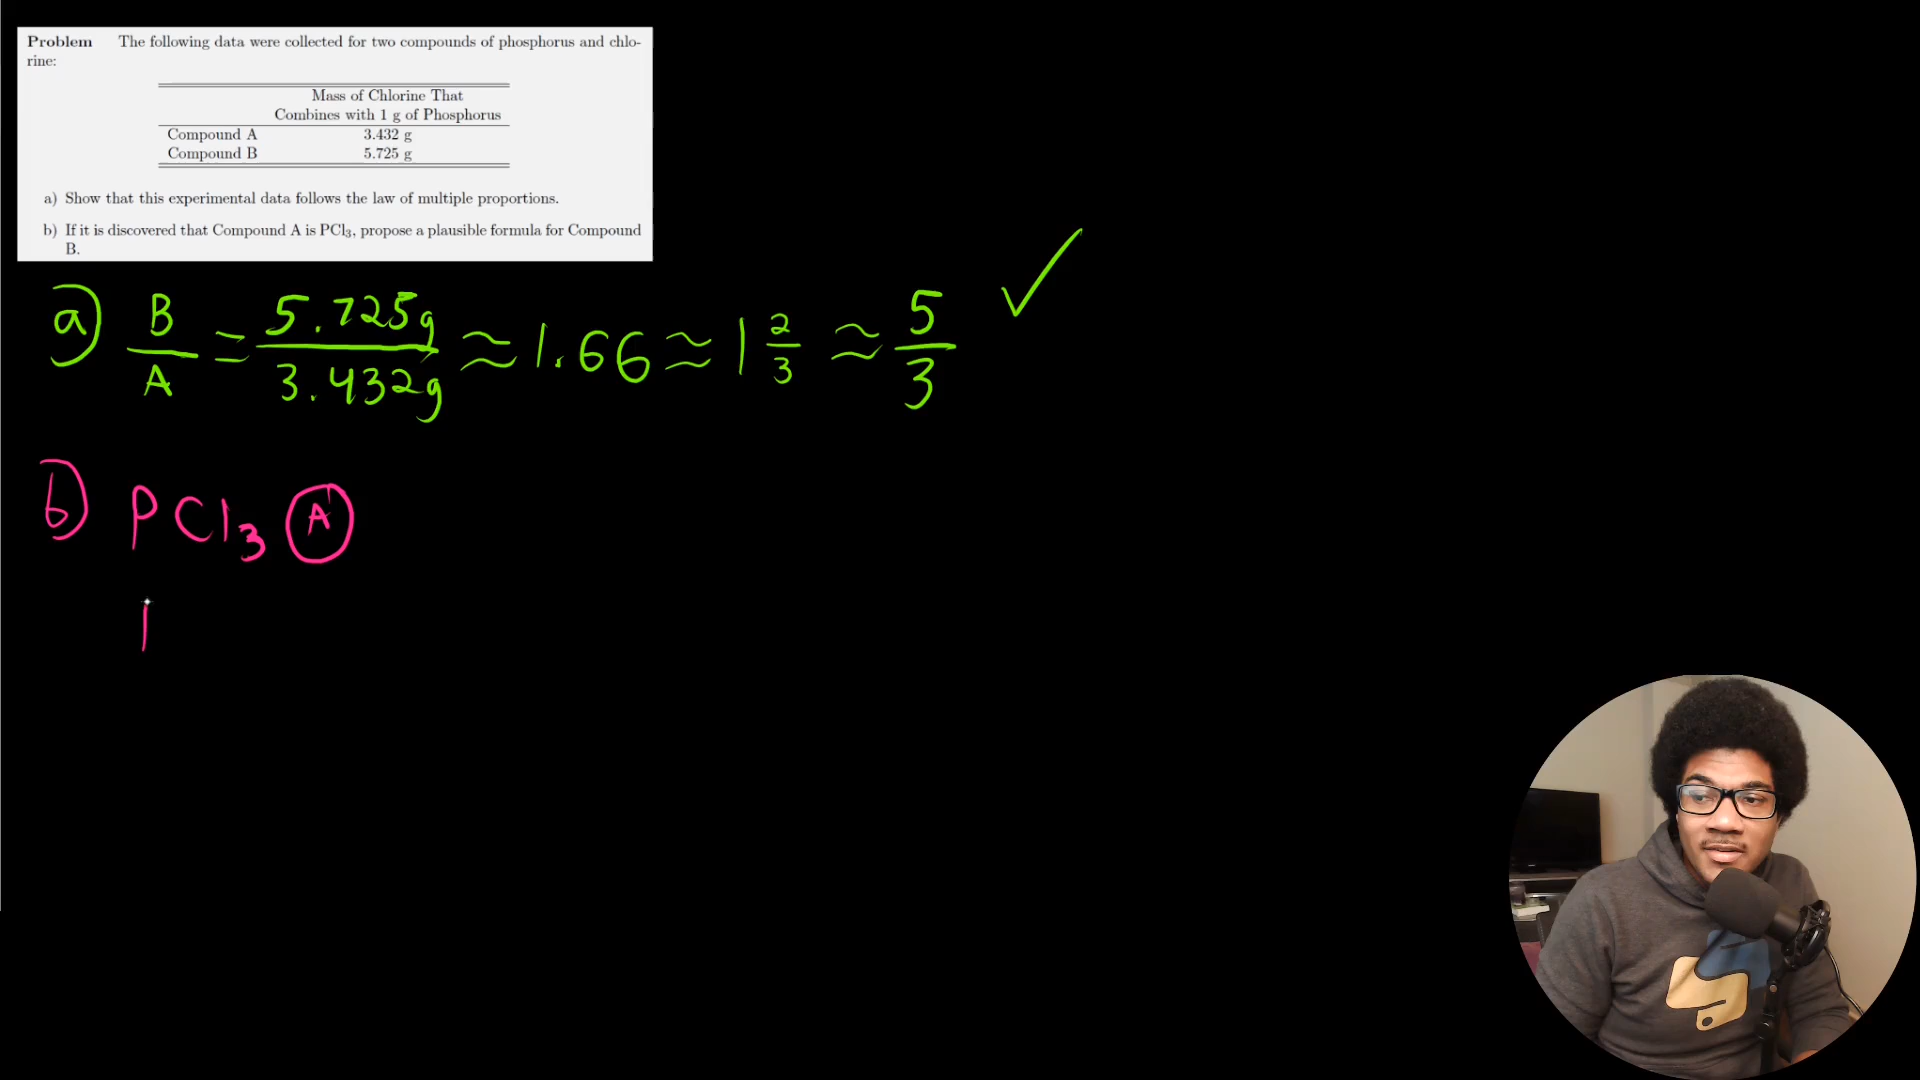 Problem The following data were collected for two compounds of phosphorus and chlo-
rine:
Mass of Chlorine That
Combines with 1 g of Phosphorus
Compound A 3.432 g
Compound B 5.725 g
a) Show that this experimental data follows the law of multiple proportions.
b) If it is discovered that Compound A is PCl₃, propose a plausible formula for Compound
B.
a) B/A = 5.725g/3.432g ≈ 1.66 ≈ 1 2/3 ≈ 5/3 ✓
b) PCl₃ A